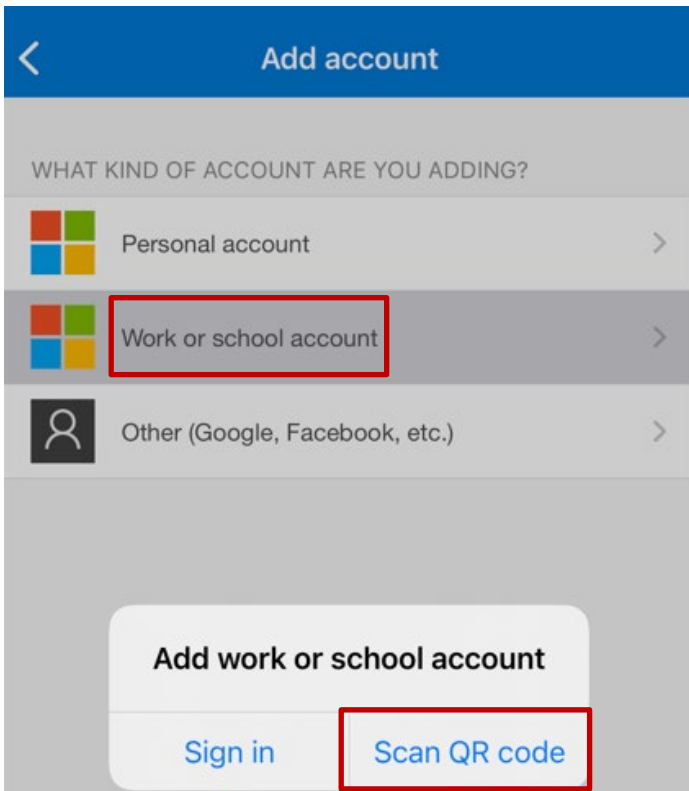 Add account
WHAT KIND OF ACCOUNT ARE YOU ADDING?
Personal account
Work or school account
Other (Google, Facebook, etc.)
Add work or school account
Sign in Scan QR code